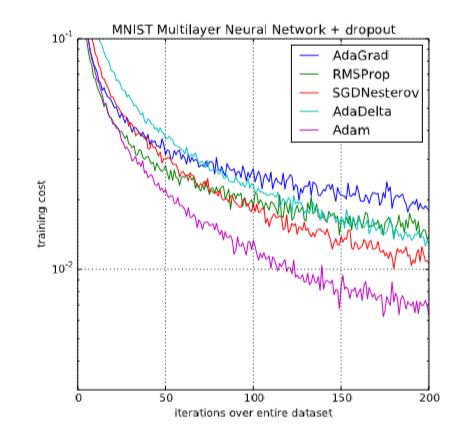 MNIST Multilayer Neural Network + dropout
10⁻¹
AdaGrad
RMSProp
SGDNesterov
AdaDelta
Adam
training cost
10⁻²
0 50 100 150 200
iterations over entire dataset